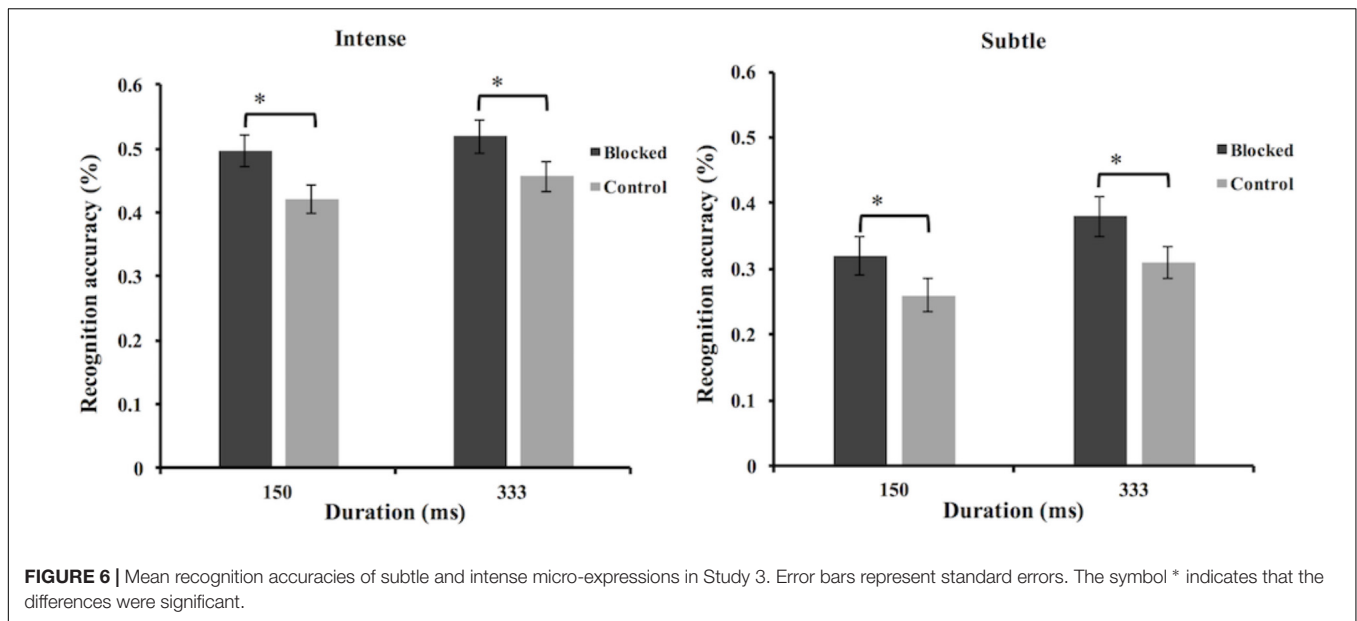 Intense
*
*
0.6
0.5
0.4
0.3
0.2
0.1
0
Recognition accuracy (%)
Blocked
Control
150
333
Duration (ms)
Subtle
*
*
0.6
0.5
0.4
0.3
0.2
0.1
0
Recognition accuracy (%)
Blocked
Control
150
333
Duration (ms)
FIGURE 6 | Mean recognition accuracies of subtle and intense micro-expressions in Study 3. Error bars represent standard errors. The symbol * indicates that the
differences were significant.